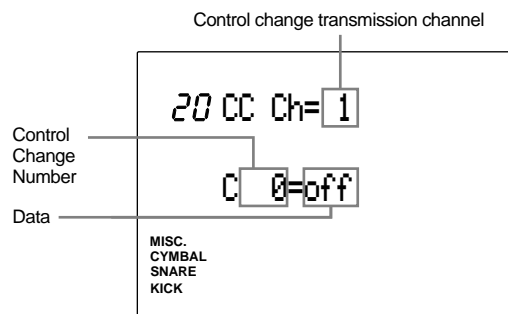 Control change transmission channel
20 CC Ch= 1
Control
Change
Number
C 0=off
Data
MISC.
CYMBAL
SNARE
KICK